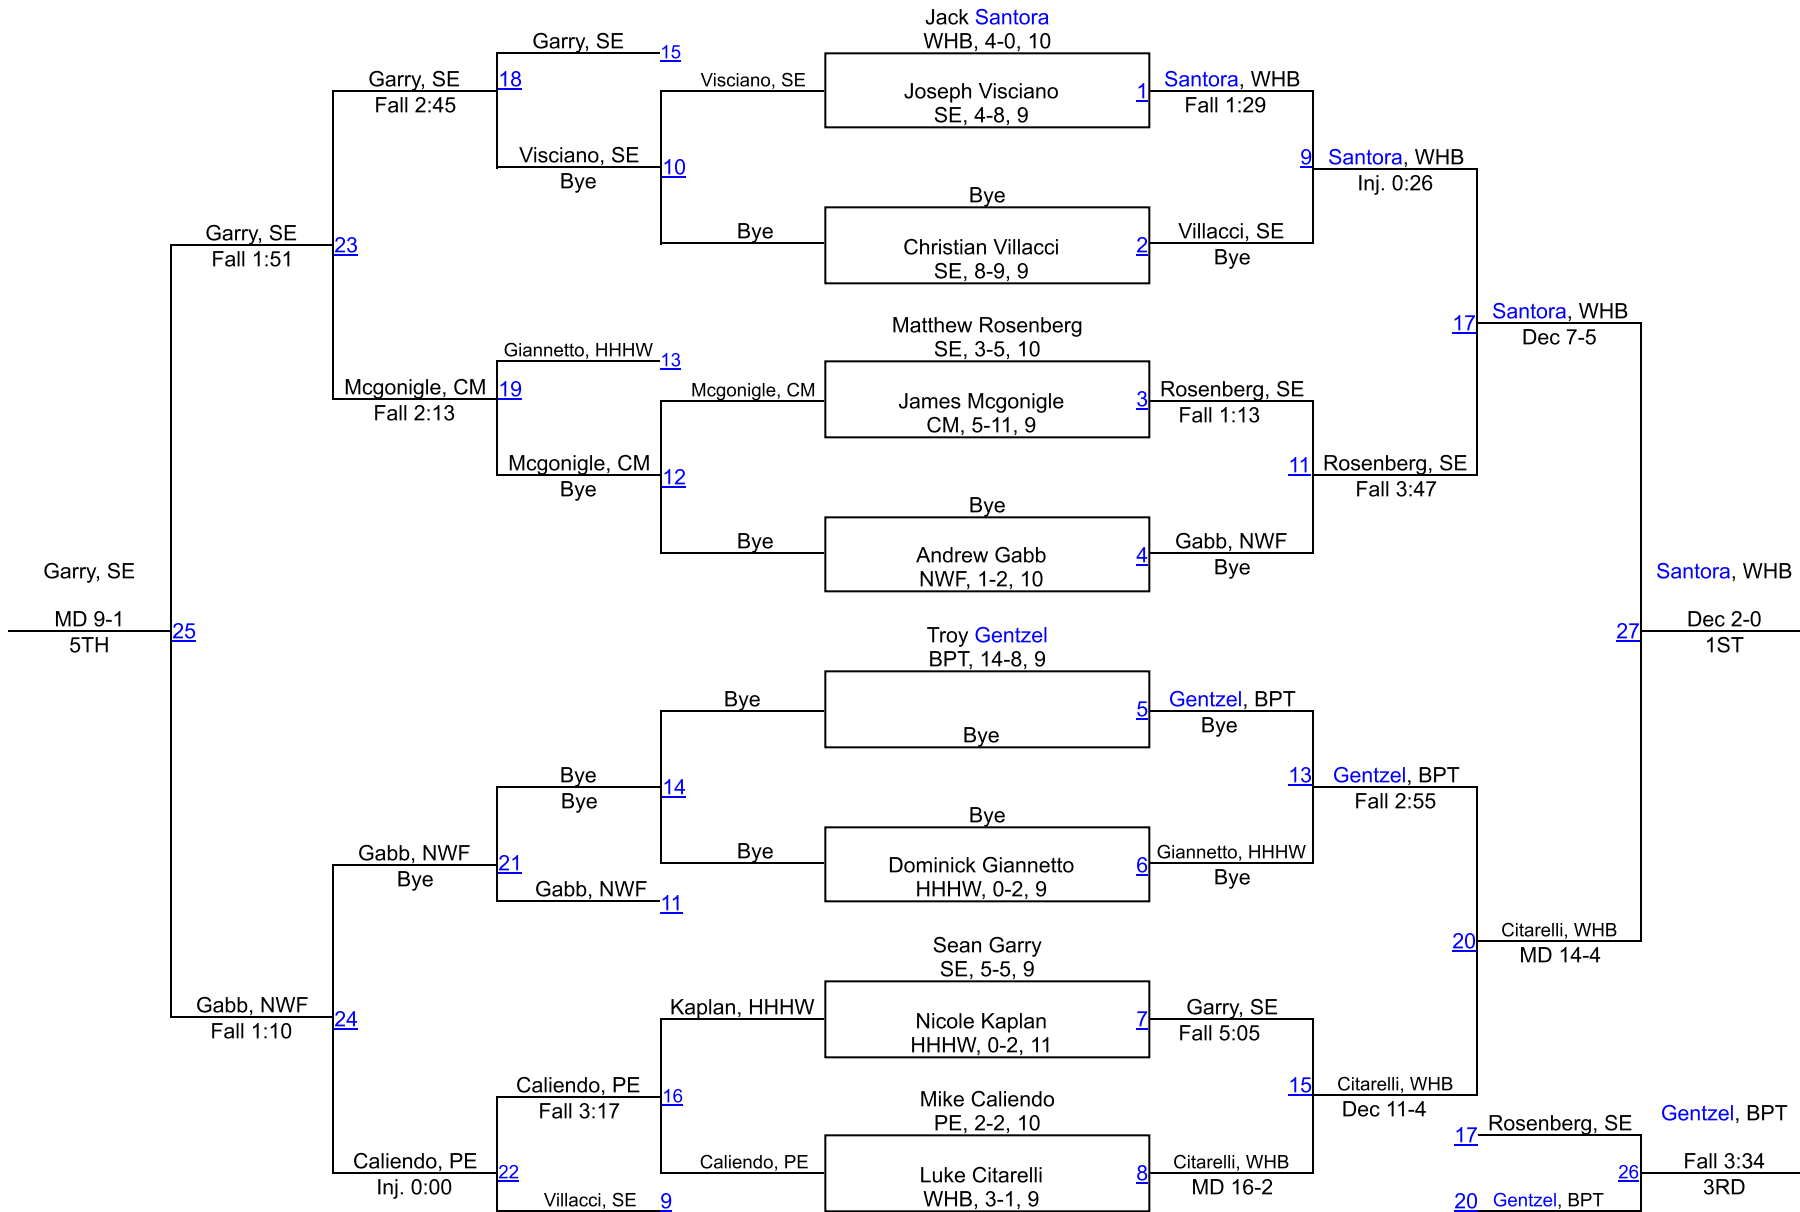 Jack Santora
WHB, 4-0, 10
Garry, SE
15
Garry, SE
18
Visciano, SE
Santora, WHB
Fall 2:45
Joseph Visciano
1
Fall 1:29
SE, 4-8, 9
Visciano, SE
10
9
Santora, WHB
Bye
Inj. 0:26
Bye
Garry, SE
23
Bye
Christian Villacci
2
Villacci, SE
Fall 1:51
SE, 8-9, 9
Bye
Matthew Rosenberg
17
Santora, WHB
Giannetto, HHHW
13
SE, 3-5, 10
Dec 7-5
Mcgonigle, CM
19
Mcgonigle, CM
Rosenberg, SE
Fall 2:13
James Mcgonigle
3
Fall 1:13
CM, 5-11, 9
Mcgonigle, CM
12
11
Rosenberg, SE
Bye
Fall 3:47
Bye
Bye
Andrew Gabb
4
Gabb, NWF
NWF, 1-2, 10
Bye
Garry, SE
Santora, WHB
MD 9-1
25
27
Dec 2-0
5TH
1ST
Troy Gentzel
BPT, 14-8, 9
Bye
5
Gentzel, BPT
Bye
Bye
Bye
14
13
Gentzel, BPT
Bye
Fall 2:55
Bye
Gabb, NWF
21
Bye
Dominick Giannetto
6
Giannetto, HHHW
Bye
Gabb, NWF
11
HHHW, 0-2, 9
Bye
Sean Garry
20
Citarelli, WHB
SE, 5-5, 9
MD 14-4
Gabb, NWF
24
Kaplan, HHHW
Garry, SE
Fall 1:10
Nicole Kaplan
7
Fall 5:05
HHHW, 0-2, 11
Caliendo, PE
16
15
Citarelli, WHB
Fall 3:17
Mike Caliendo
Dec 11-4
PE, 2-2, 10
17
Rosenberg, SE
Gentzel, BPT
Caliendo, PE
22
Caliendo, PE
Citarelli, WHB
26
Fall 3:34
Inj. 0:00
Luke Citarelli
8
MD 16-2
3RD
Villacci, SE
9
WHB, 3-1, 9
20
Gentzel, BPT